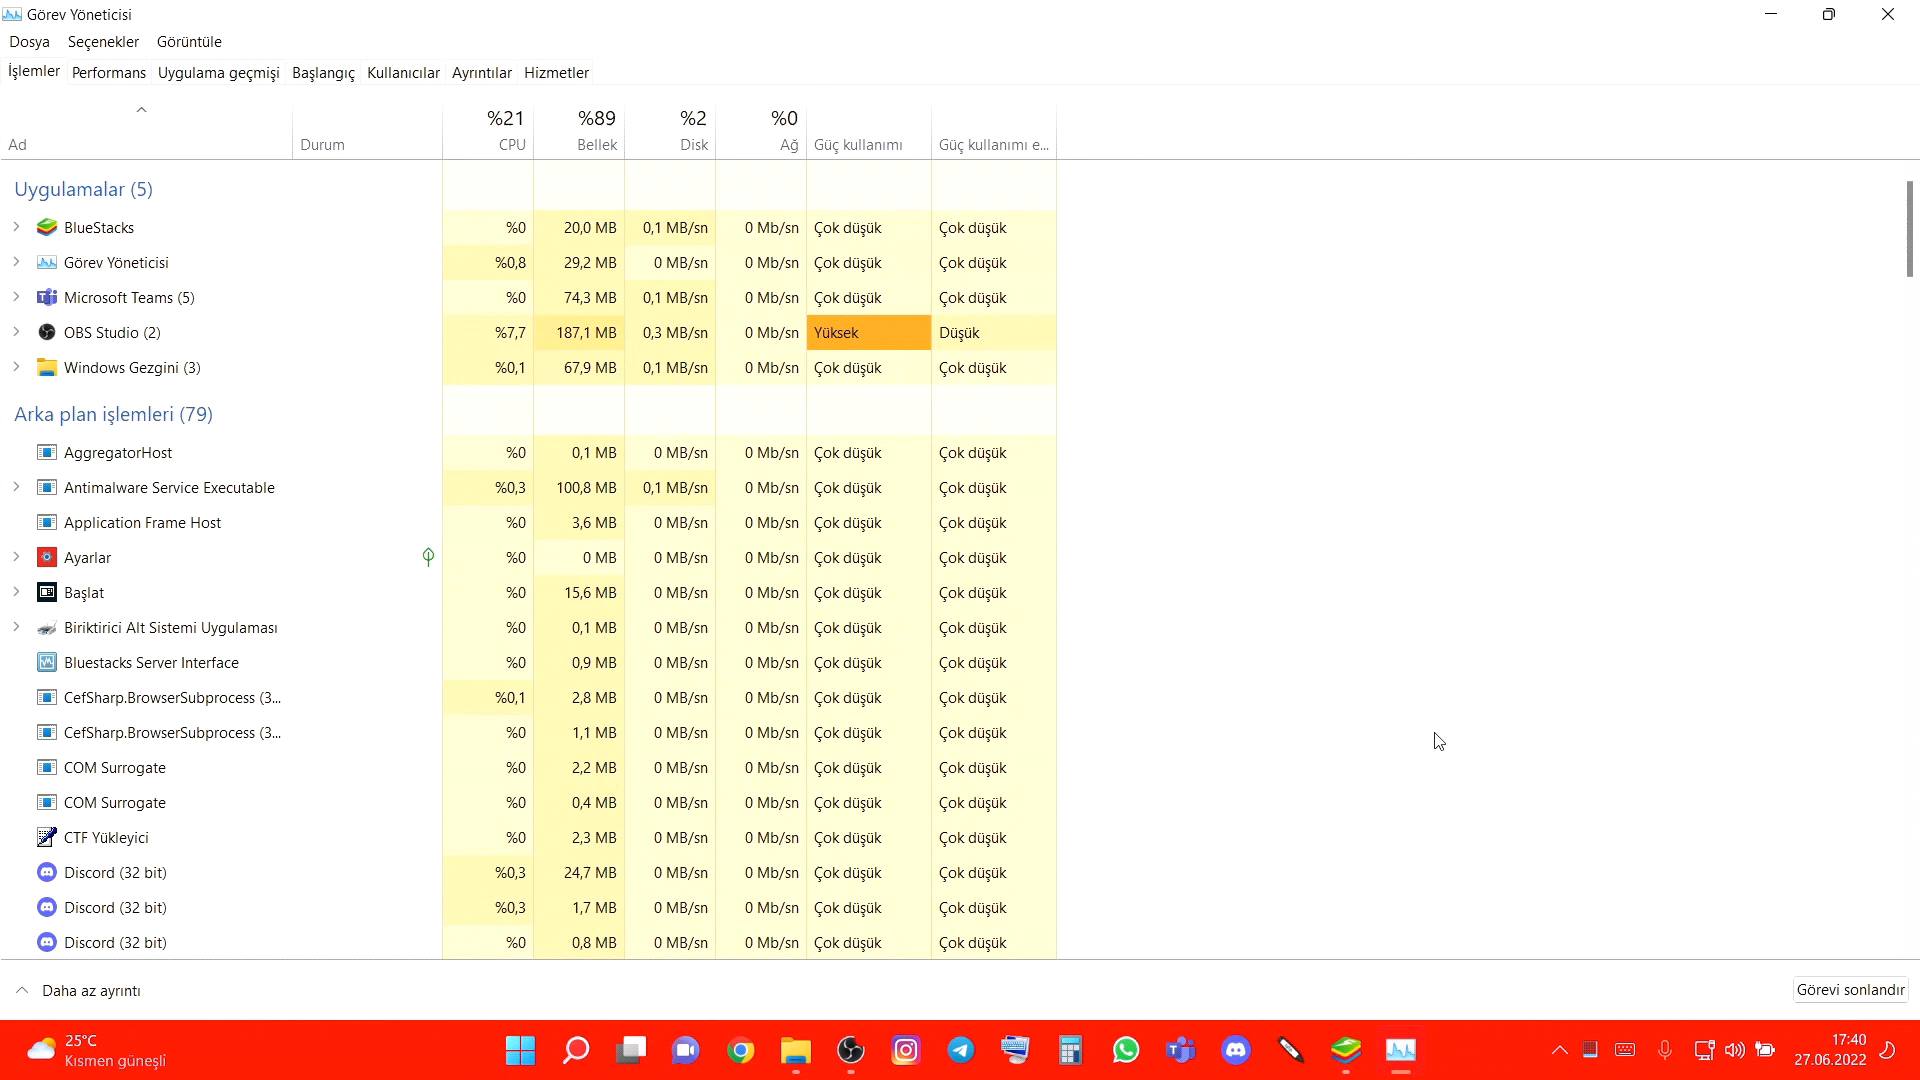 Görev Yöneticisi
Dosya Seçenekler Görüntüle
İşlemler Performans Uygulama geçmişi Başlangıç Kullanıcılar Ayrıntılar Hizmetler
%21 %89 %2 %0
Ad Durum CPU Bellek Disk Ağ Güç kullanımı Güç kullanımı e...
Uygulamalar (5)
BlueStacks %0 20,0 MB 0,1 MB/sn 0 Mb/sn Çok düşük Çok düşük
Görev Yöneticisi %0,8 29,2 MB 0 MB/sn 0 Mb/sn Çok düşük Çok düşük
Microsoft Teams (5) %0 74,3 MB 0,1 MB/sn 0 Mb/sn Çok düşük Çok düşük
OBS Studio (2) %7,7 187,1 MB 0,3 MB/sn 0 Mb/sn Yüksek Düşük
Windows Gezgini (3) %0,1 67,9 MB 0,1 MB/sn 0 Mb/sn Çok düşük Çok düşük
Arka plan işlemleri (79)
AggregatorHost %0 0,1 MB 0 MB/sn 0 Mb/sn Çok düşük Çok düşük
Antimalware Service Executable %0,3 100,8 MB 0,1 MB/sn 0 Mb/sn Çok düşük Çok düşük
Application Frame Host %0 3,6 MB 0 MB/sn 0 Mb/sn Çok düşük Çok düşük
Ayarlar %0 0 MB 0 MB/sn 0 Mb/sn Çok düşük Çok düşük
Başlat %0 15,6 MB 0 MB/sn 0 Mb/sn Çok düşük Çok düşük
Biriktirici Alt Sistemi Uygulaması %0 0,1 MB 0 MB/sn 0 Mb/sn Çok düşük Çok düşük
Bluestacks Server Interface %0 0,9 MB 0 MB/sn 0 Mb/sn Çok düşük Çok düşük
CefSharp.BrowserSubprocess (3... %0,1 2,8 MB 0 MB/sn 0 Mb/sn Çok düşük Çok düşük
CefSharp.BrowserSubprocess (3... %0 1,1 MB 0 MB/sn 0 Mb/sn Çok düşük Çok düşük
COM Surrogate %0 2,2 MB 0 MB/sn 0 Mb/sn Çok düşük Çok düşük
COM Surrogate %0 0,4 MB 0 MB/sn 0 Mb/sn Çok düşük Çok düşük
CTF Yükleyici %0 2,3 MB 0 MB/sn 0 Mb/sn Çok düşük Çok düşük
Discord (32 bit) %0,3 24,7 MB 0 MB/sn 0 Mb/sn Çok düşük Çok düşük
Discord (32 bit) %0,3 1,7 MB 0 MB/sn 0 Mb/sn Çok düşük Çok düşük
Discord (32 bit) %0 0,8 MB 0 MB/sn 0 Mb/sn Çok düşük Çok düşük
Daha az ayrıntı Görevi sonlandır
25°C 17:40
Kısmen güneşli 27.06.2022